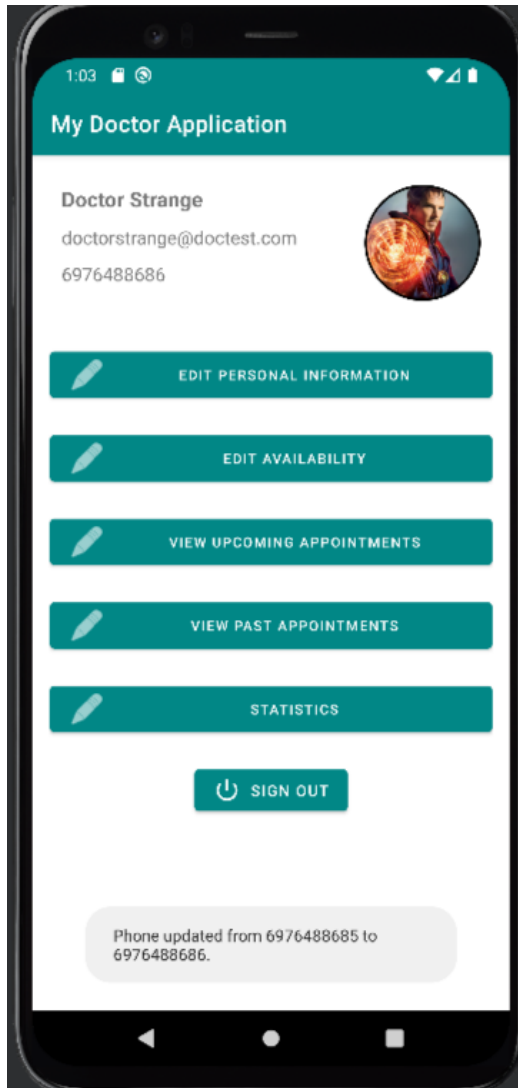 1:03
My Doctor Application
Doctor Strange
doctorstrange@doctest.com
6976488686
EDIT PERSONAL INFORMATION
EDIT AVAILABILITY
VIEW UPCOMING APPOINTMENTS
VIEW PAST APPOINTMENTS
STATISTICS
SIGN OUT
Phone updated from 6976488685 to
6976488686.